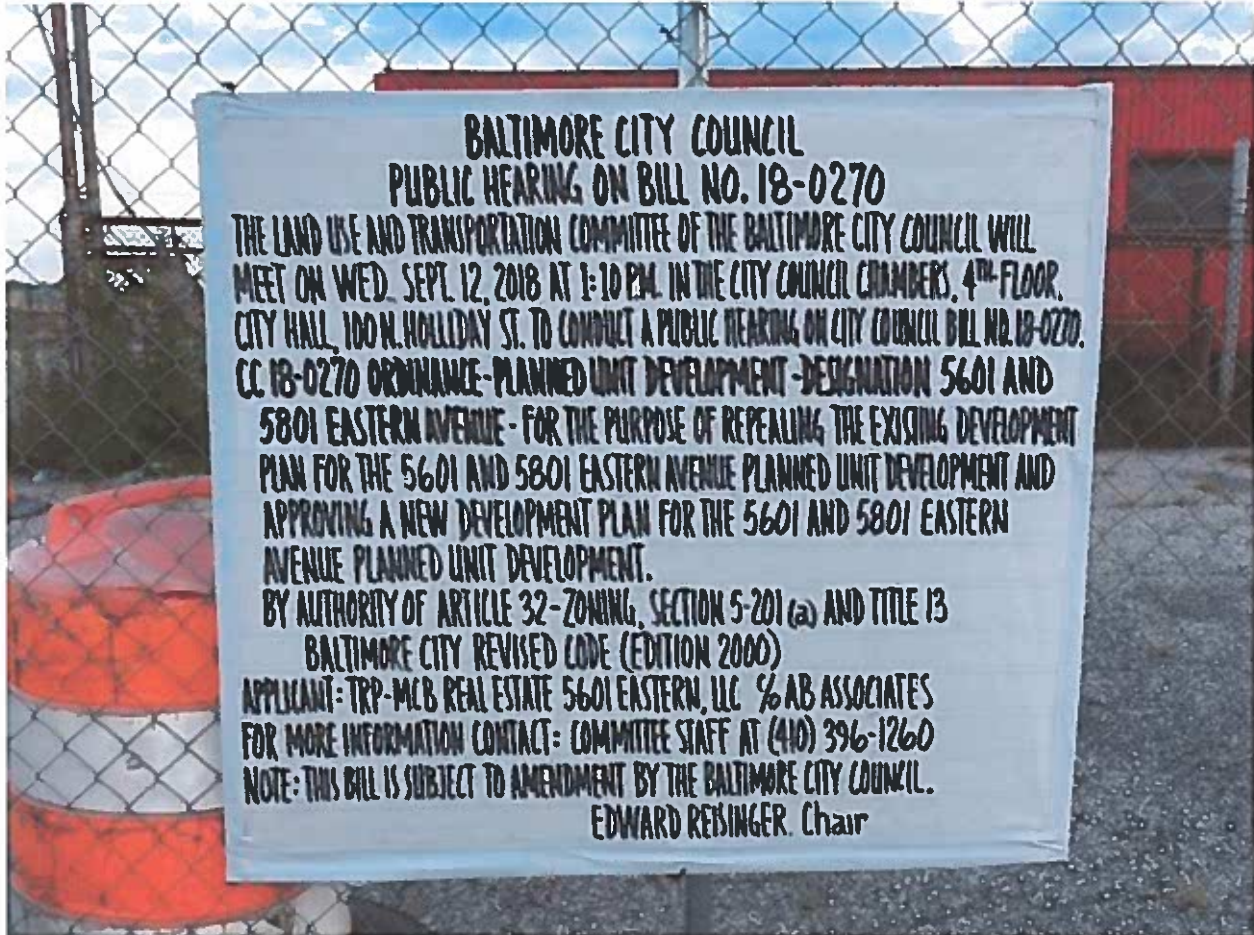 BALTIMORE CITY COUNCIL
PUBLIC HEARING ON BILL NO. 18-0270
THE LAND USE AND TRANSPORTATION COMMITTEE OF THE BALTIMORE CITY COUNCIL WILL
MEET ON WED. SEPT. 12, 2018 AT 1:10 P.M. IN THE CITY COUNCIL CHAMBERS, 4TH FLOOR,
CITY HALL, 100 N. HOLLIDAY ST. TO CONDUCT A PUBLIC HEARING ON CITY COUNCIL BILL NO. 18-0270.
CC 18-0270 ORDINANCE-PLANNED UNIT DEVELOPMENT-DESIGNATION 5601 AND
5801 EASTERN AVENUE - FOR THE PURPOSE OF REPEALING THE EXISTING DEVELOPMENT
PLAN FOR THE 5601 AND 5801 EASTERN AVENUE PLANNED UNIT DEVELOPMENT AND
APPROVING A NEW DEVELOPMENT PLAN FOR THE 5601 AND 5801 EASTERN
AVENUE PLANNED UNIT DEVELOPMENT.
BY AUTHORITY OF ARTICLE 32-ZONING, SECTION 5-201 (a) AND TITLE 13
BALTIMORE CITY REVISED CODE (EDITION 2000)
APPLICANT: TRP-MCB REAL ESTATE 5601 EASTERN, LLC % AB ASSOCIATES
FOR MORE INFORMATION CONTACT: COMMITTEE STAFF AT (410) 396-1260
NOTE: THIS BILL IS SUBJECT TO AMENDMENT BY THE BALTIMORE CITY COUNCIL.
EDWARD REISINGER. Chair